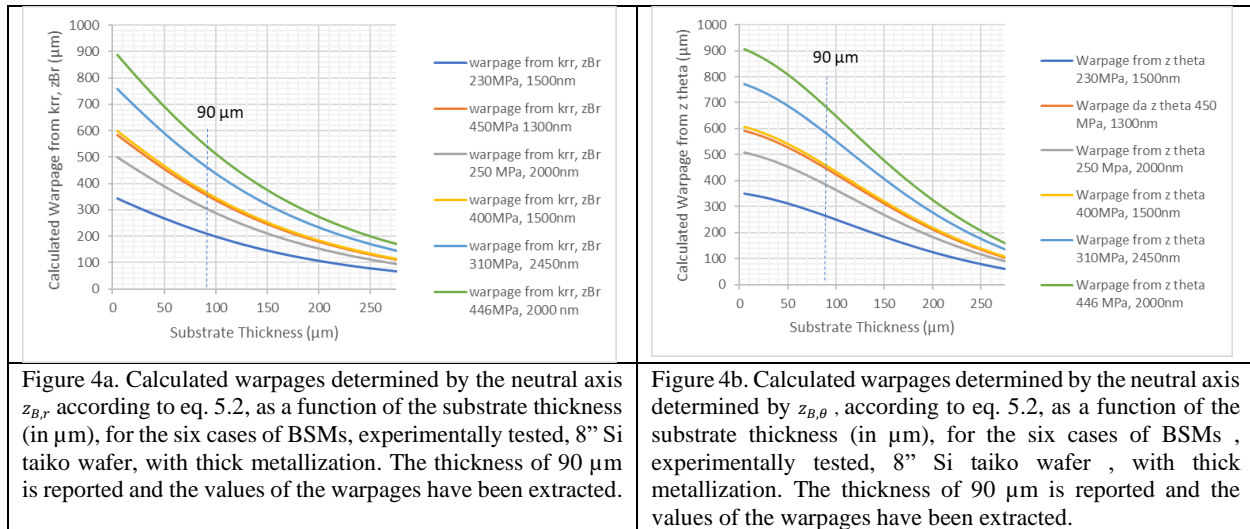 1000
900
800
700
600
500
400
300
200
100
0
Calculated Warpage from krr, zBr (µm)
90 µm
0
50
100
150
200
250
Substrate Thickness (µm)
warpage from krr, zBr
230MPa, 1500nm
warpage from krr, zBr
450MPa 1300nm
warpage from krr, zBr
250 MPa, 2000nm
warpage from krr, zBr
400MPa, 1500nm
warpage from krr, zBr
310MPa, 2450nm
warpage from krr, zBr
446MPa, 2000 nm
1000
900
800
700
600
500
400
300
200
100
0
Calculated Warpage from z theta (µm)
90 µm
0
50
100
150
200
250
Substrate Thickness (µm)
Warpage from z theta
230MPa, 1500nm
Warpage da z theta 450
MPa, 1300nm
Warpage from z theta
250 Mpa, 2000nm
Warpage from z theta
400MPa, 1500nm
Warpage from z theta
310MPa, 2450nm
Warpage from z theta
446 MPa, 2000nm
Figure 4a. Calculated warpages determined by the neutral axis
z_{B,r} according to eq. 5.2, as a function of the substrate thickness
(in µm), for the six cases of BSMs, experimentally tested, 8” Si
taiko wafer, with thick metallization. The thickness of 90 µm
is reported and the values of the warpages have been extracted.
Figure 4b. Calculated warpages determined by the neutral axis
determined by z_{B,θ} , according to eq. 5.2, as a function of the
substrate thickness (in µm), for the six cases of BSMs ,
experimentally tested, 8” Si taiko wafer , with thick
metallization. The thickness of 90 µm is reported and the
values of the warpages have been extracted.